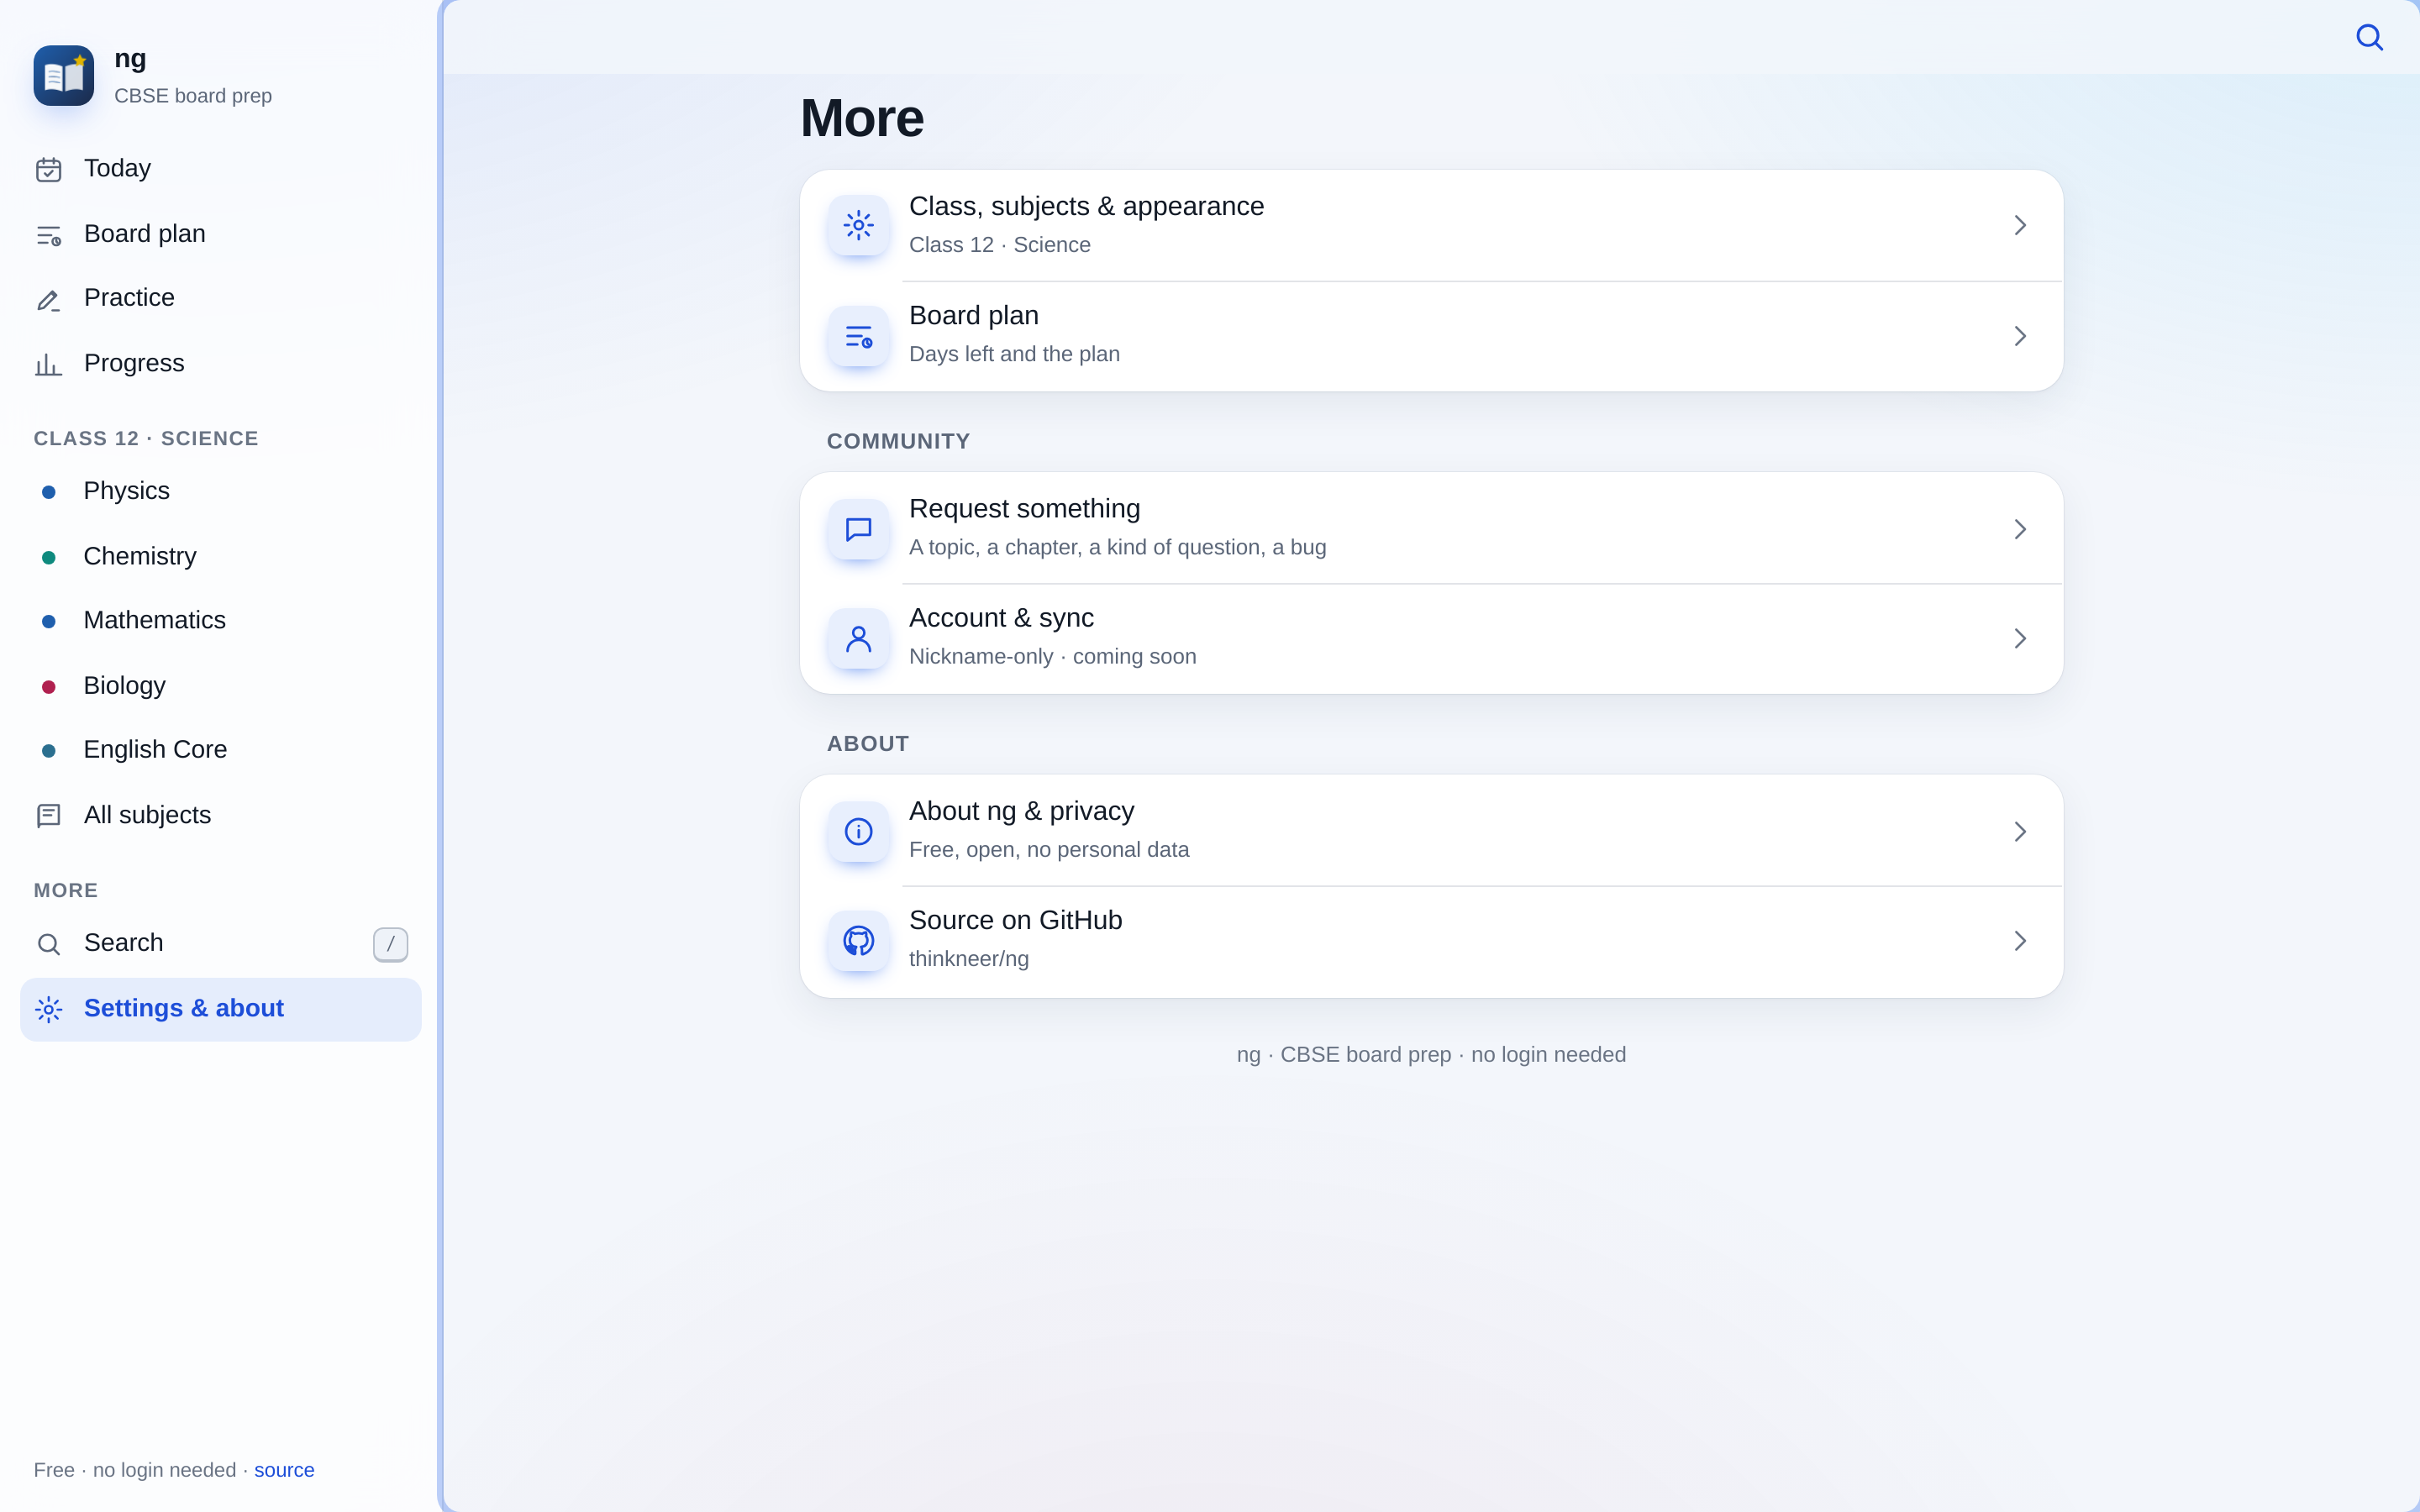 ng
CBSE board prep
Today
Board plan
Practice
Progress
CLASS 12 · SCIENCE
Physics
Chemistry
Mathematics
Biology
English Core
All subjects
MORE
Search
/
Settings & about
Free · no login needed · source
More
Class, subjects & appearance
Class 12 · Science
Board plan
Days left and the plan
COMMUNITY
Request something
A topic, a chapter, a kind of question, a bug
Account & sync
Nickname-only · coming soon
ABOUT
About ng & privacy
Free, open, no personal data
Source on GitHub
thinkneer/ng
ng · CBSE board prep · no login needed